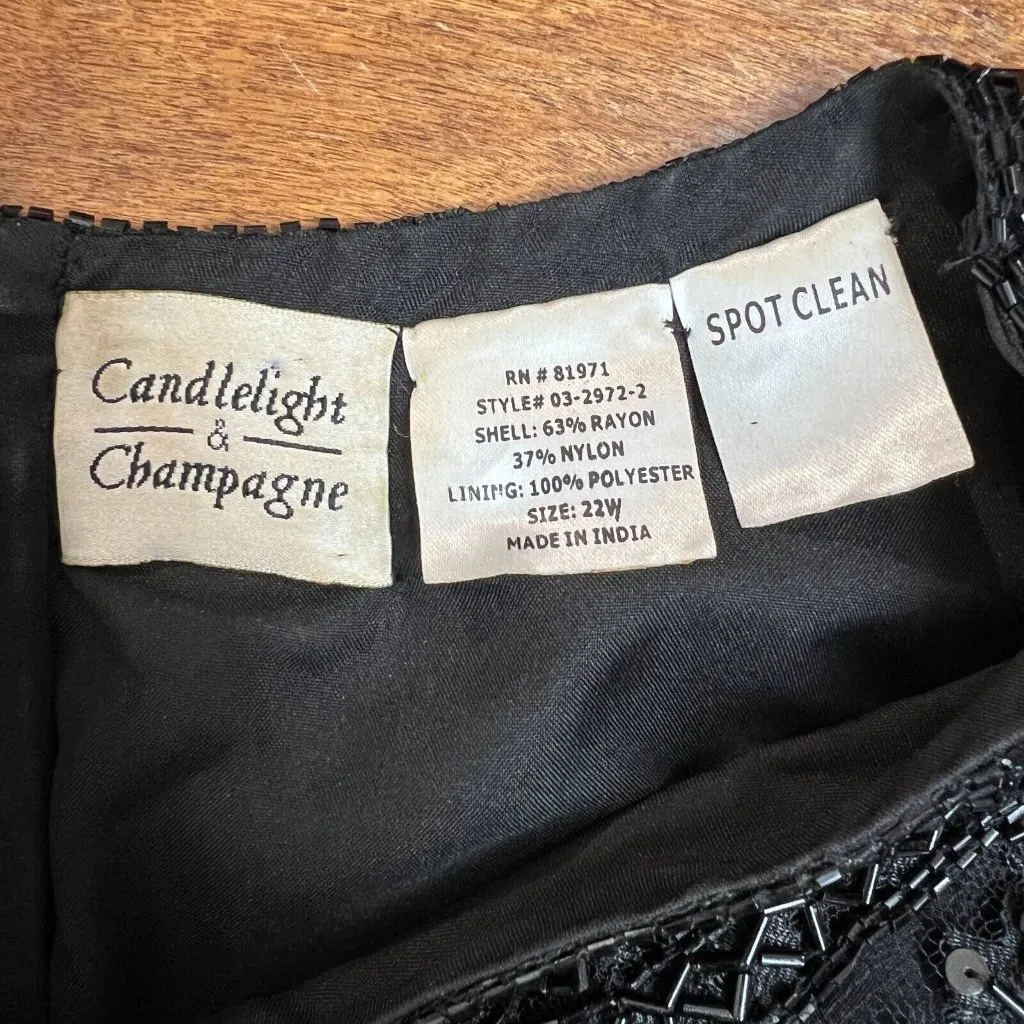 Candlelight
&
Champagne
RN # 81971
STYLE# 03-2972-2
SHELL: 63% RAYON
37% NYLON
LINING: 100% POLYESTER
SIZE: 22W
MADE IN INDIA
SPOT CLEAN